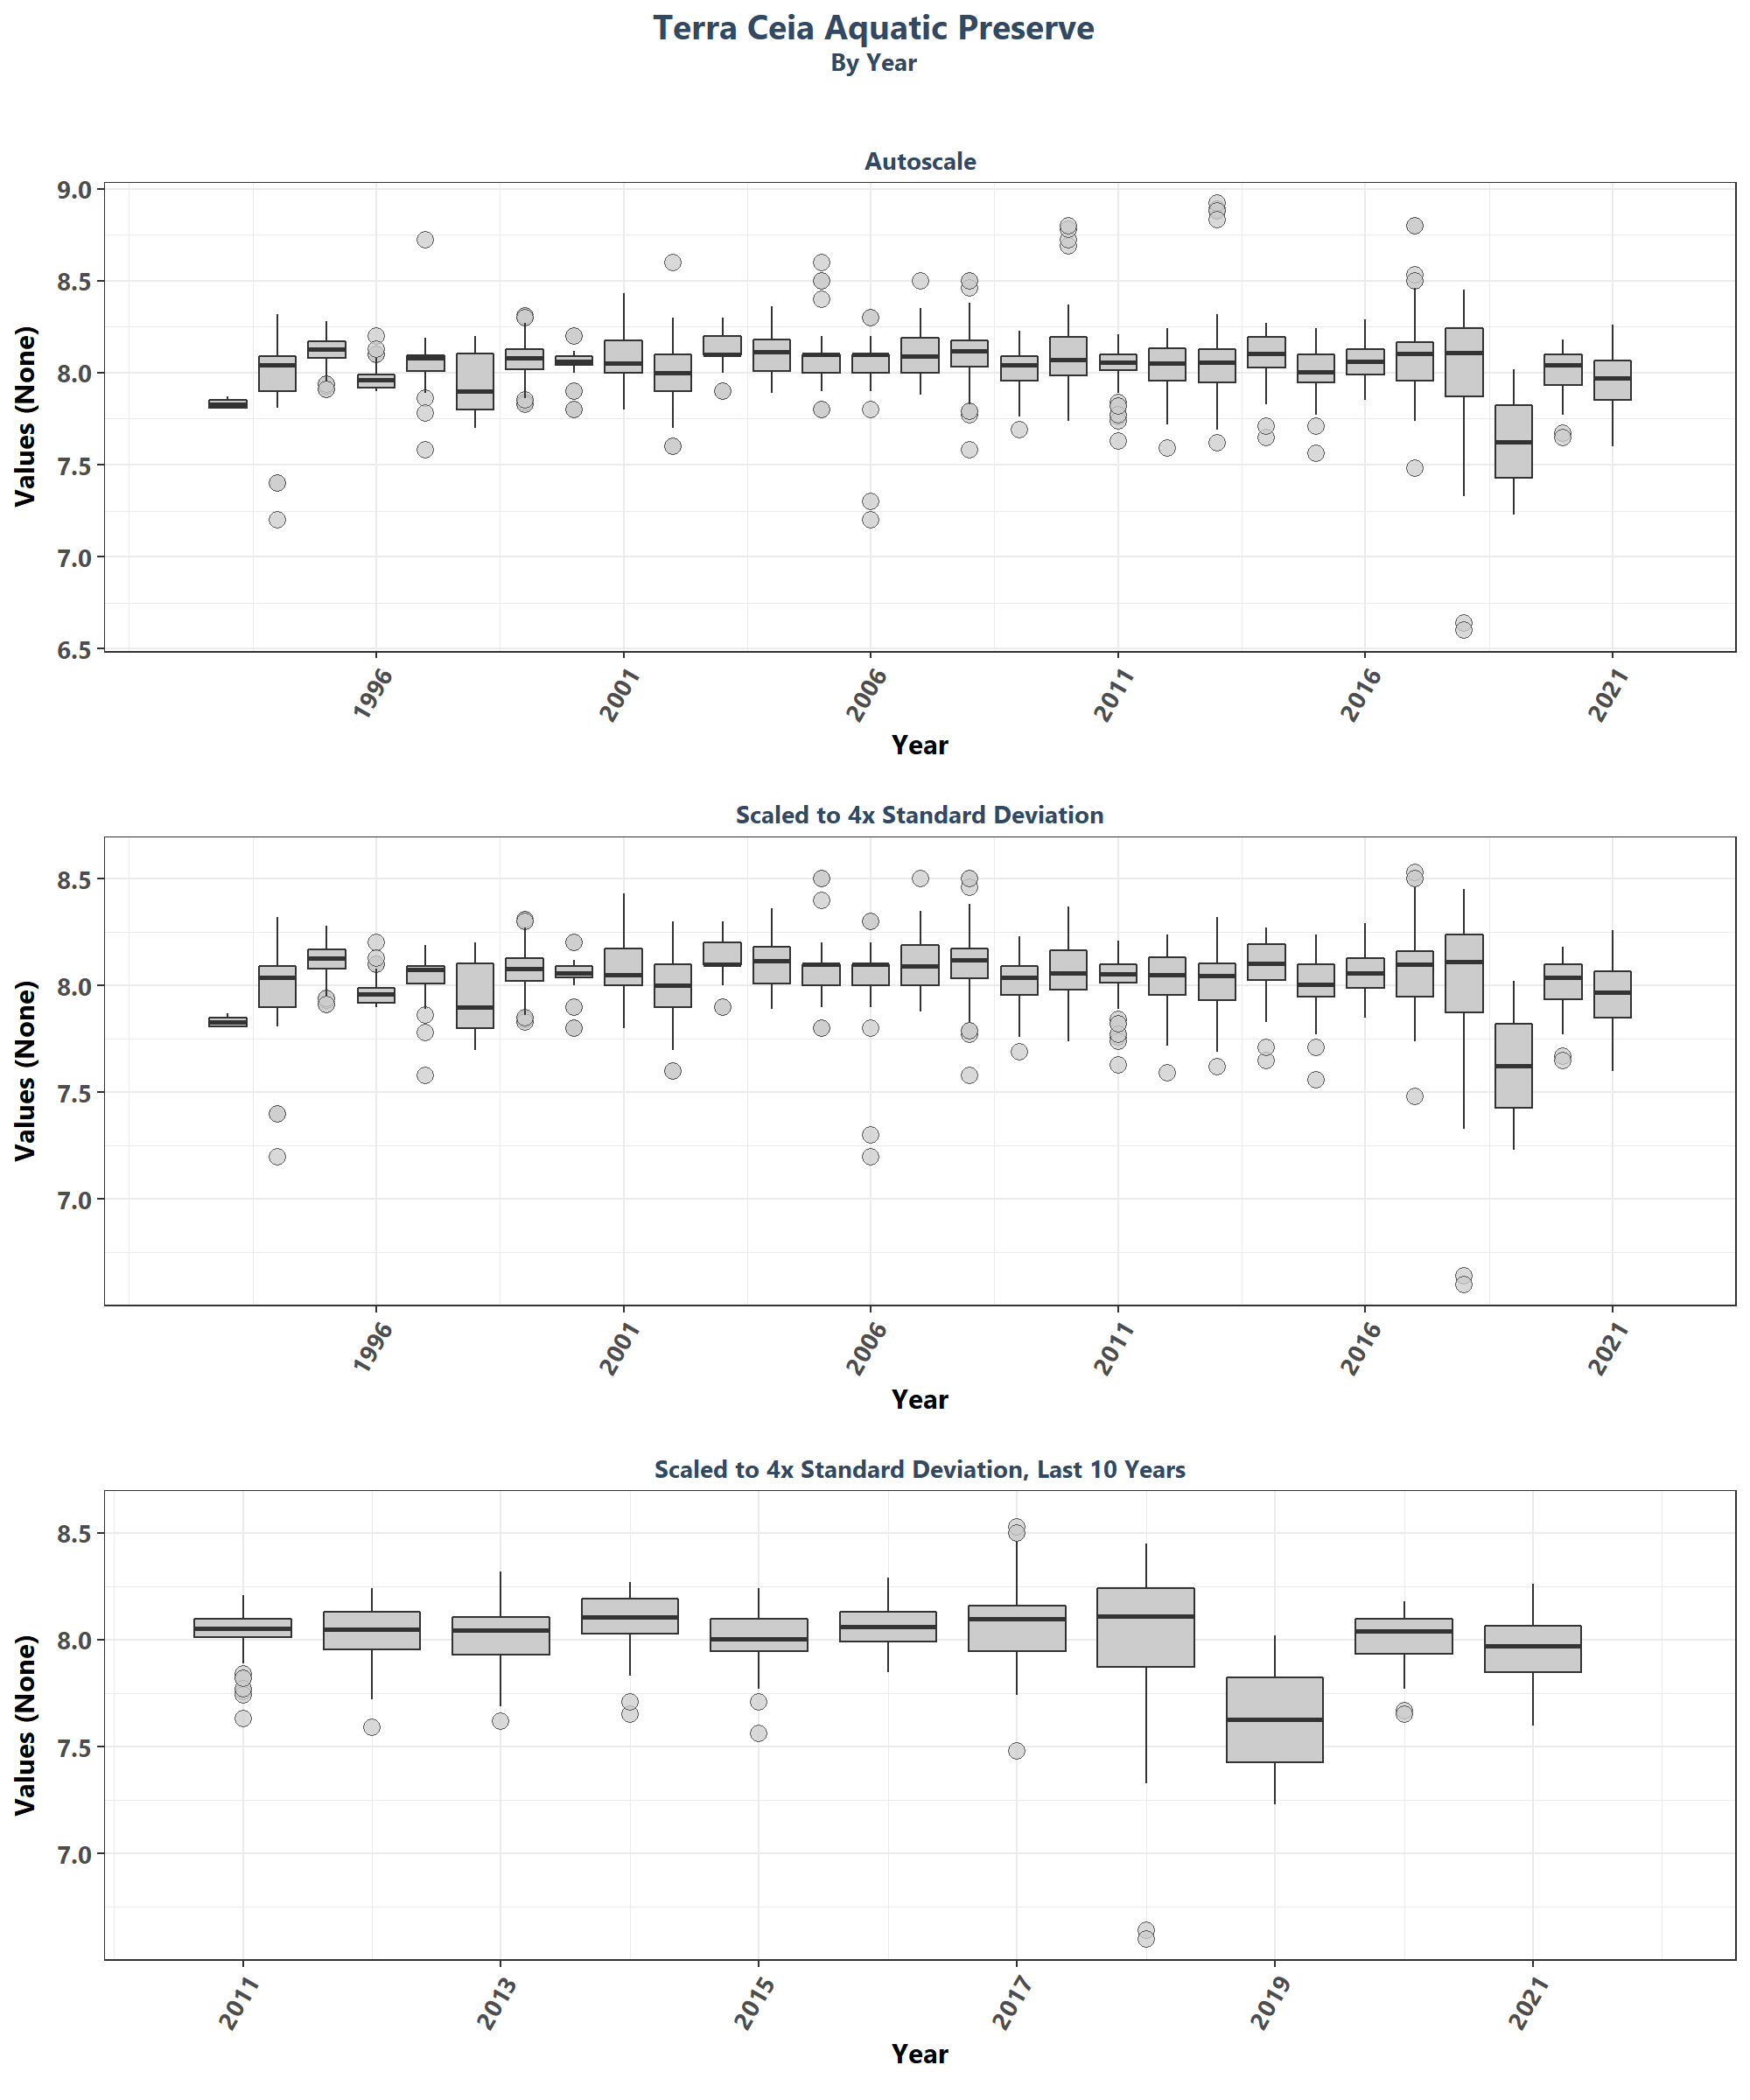 Terra Ceia Aquatic Preserve
By Year
Autoscale
Values (None)
9.0
8.5
8.0
7.5
7.0
6.5
1996
2001
2006
2011
2016
2021
Year
Scaled to 4x Standard Deviation
Values (None)
8.5
8.0
7.5
7.0
1996
2001
2006
2011
2016
2021
Year
Scaled to 4x Standard Deviation, Last 10 Years
Values (None)
8.5
8.0
7.5
7.0
2011
2013
2015
2017
2019
2021
Year